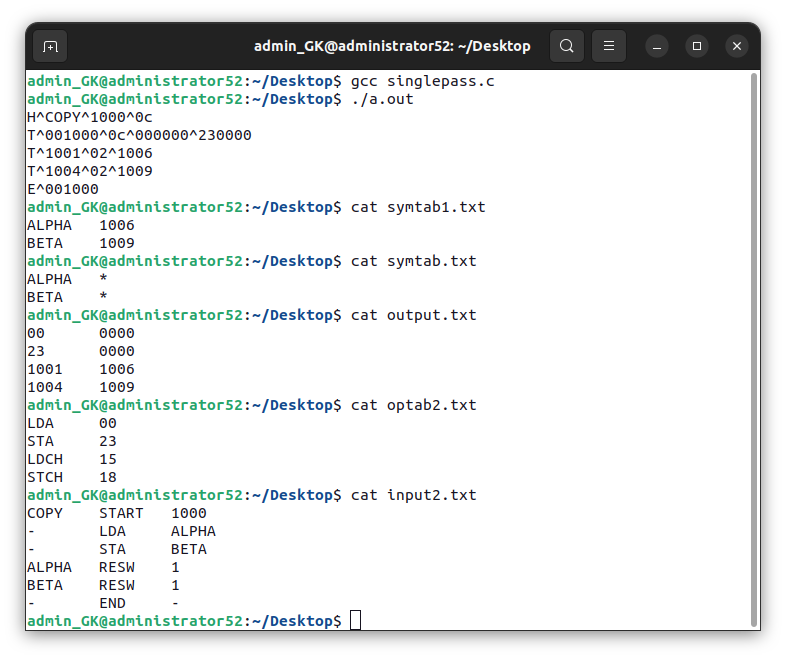 admin_GK@administrator52: ~/Desktop
admin_GK@administrator52:~/Desktop$ gcc singlepass.c
admin_GK@administrator52:~/Desktop$ ./a.out
H^COPY^1000^0c
T^001000^0c^000000^230000
T^1001^02^1006
T^1004^02^1009
E^001000
admin_GK@administrator52:~/Desktop$ cat symtab1.txt
ALPHA   1006
BETA    1009
admin_GK@administrator52:~/Desktop$ cat symtab.txt
ALPHA   *
BETA    *
admin_GK@administrator52:~/Desktop$ cat output.txt
00      0000
23      0000
1001    1006
1004    1009
admin_GK@administrator52:~/Desktop$ cat optab2.txt
LDA     00
STA     23
LDCH    15
STCH    18
admin_GK@administrator52:~/Desktop$ cat input2.txt
COPY    START   1000
-       LDA     ALPHA
-       STA     BETA
ALPHA   RESW    1
BETA    RESW    1
-       END     -
admin_GK@administrator52:~/Desktop$